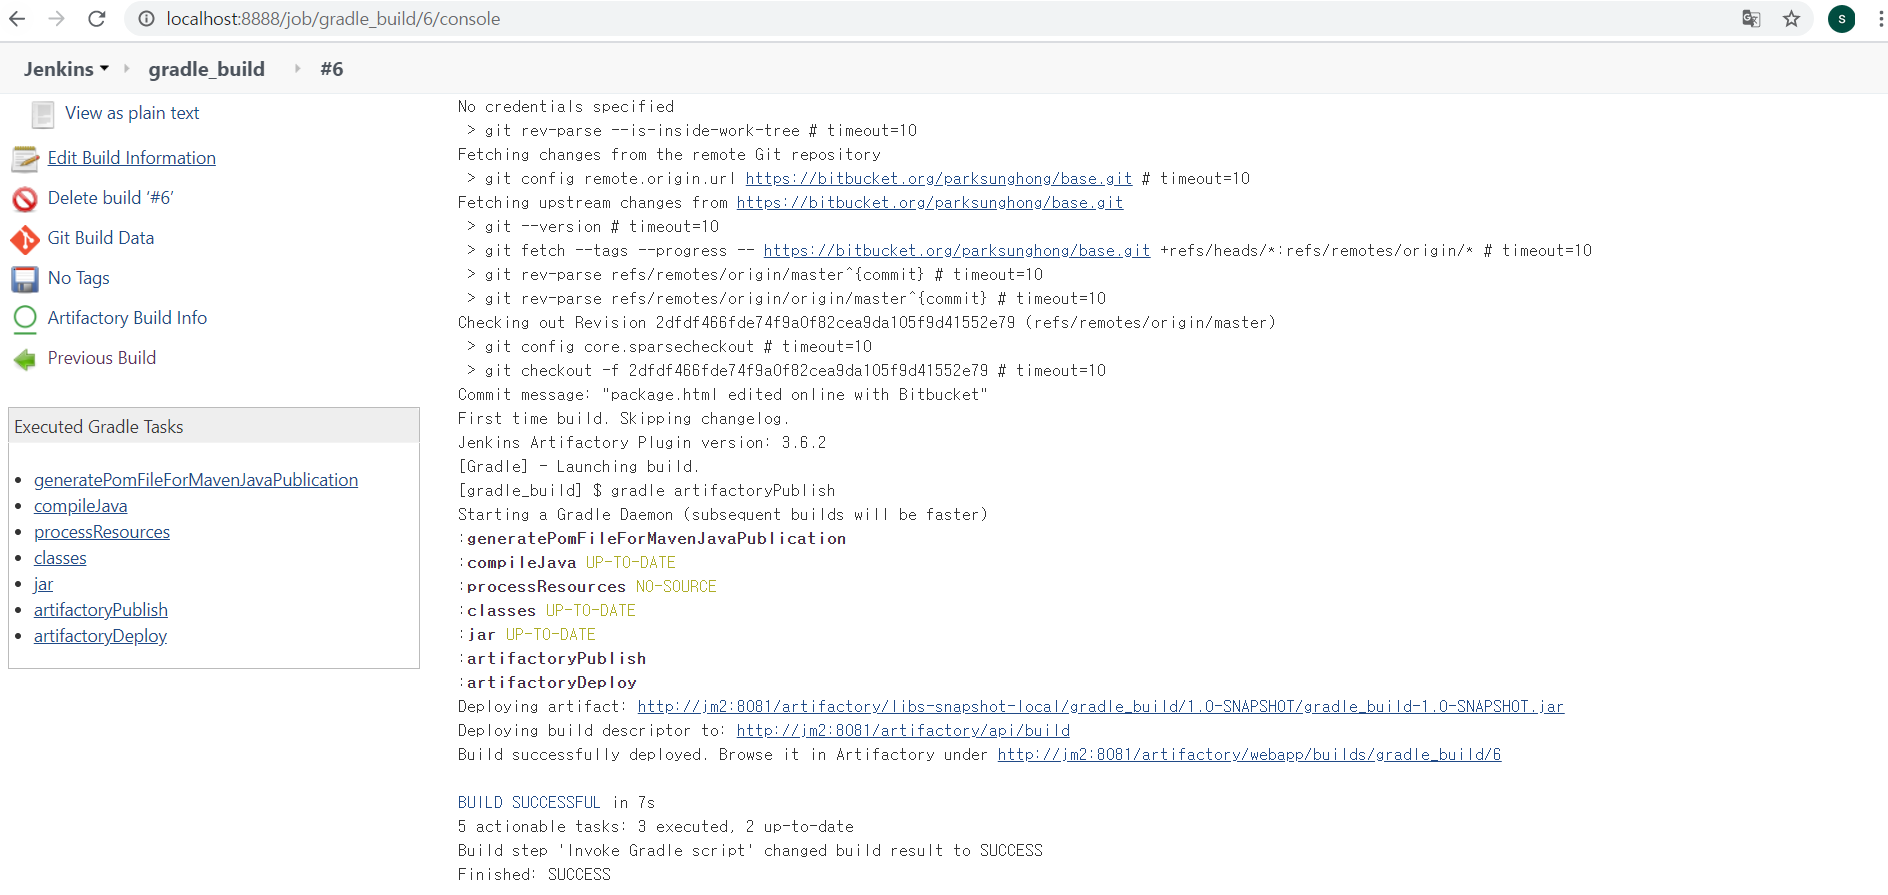 localhost:8888/job/gradle_build/6/console
S
Jenkins
gradle_build
#6
View as plain text
Edit Build Information
Delete build ‘#6’
Git Build Data
No Tags
Artifactory Build Info
Previous Build
Executed Gradle Tasks
• generatePomFileForMavenJavaPublication
• compileJava
• processResources
• classes
• jar
• artifactoryPublish
• artifactoryDeploy
No credentials specified
 > git rev-parse --is-inside-work-tree # timeout=10
Fetching changes from the remote Git repository
 > git config remote.origin.url https://bitbucket.org/parksunghong/base.git # timeout=10
Fetching upstream changes from https://bitbucket.org/parksunghong/base.git
 > git --version # timeout=10
 > git fetch --tags --progress -- https://bitbucket.org/parksunghong/base.git +refs/heads/*:refs/remotes/origin/* # timeout=10
 > git rev-parse refs/remotes/origin/master^{commit} # timeout=10
 > git rev-parse refs/remotes/origin/origin/master^{commit} # timeout=10
Checking out Revision 2dfdf466fde74f9a0f82cea9da105f9d41552e79 (refs/remotes/origin/master)
 > git config core.sparsecheckout # timeout=10
 > git checkout -f 2dfdf466fde74f9a0f82cea9da105f9d41552e79 # timeout=10
Commit message: "package.html edited online with Bitbucket"
First time build. Skipping changelog.
Jenkins Artifactory Plugin version: 3.6.2
[Gradle] - Launching build.
[gradle_build] $ gradle artifactoryPublish
Starting a Gradle Daemon (subsequent builds will be faster)
:generatePomFileForMavenJavaPublication
:compileJava UP-TO-DATE
:processResources NO-SOURCE
:classes UP-TO-DATE
:jar UP-TO-DATE
:artifactoryPublish
:artifactoryDeploy
Deploying artifact: http://jm2:8081/artifactory/libs-snapshot-local/gradle_build/1.0-SNAPSHOT/gradle_build-1.0-SNAPSHOT.jar
Deploying build descriptor to: http://jm2:8081/artifactory/api/build
Build successfully deployed. Browse it in Artifactory under http://jm2:8081/artifactory/webapp/builds/gradle_build/6
BUILD SUCCESSFUL in 7s
5 actionable tasks: 3 executed, 2 up-to-date
Build step 'Invoke Gradle script' changed build result to SUCCESS
Finished: SUCCESS